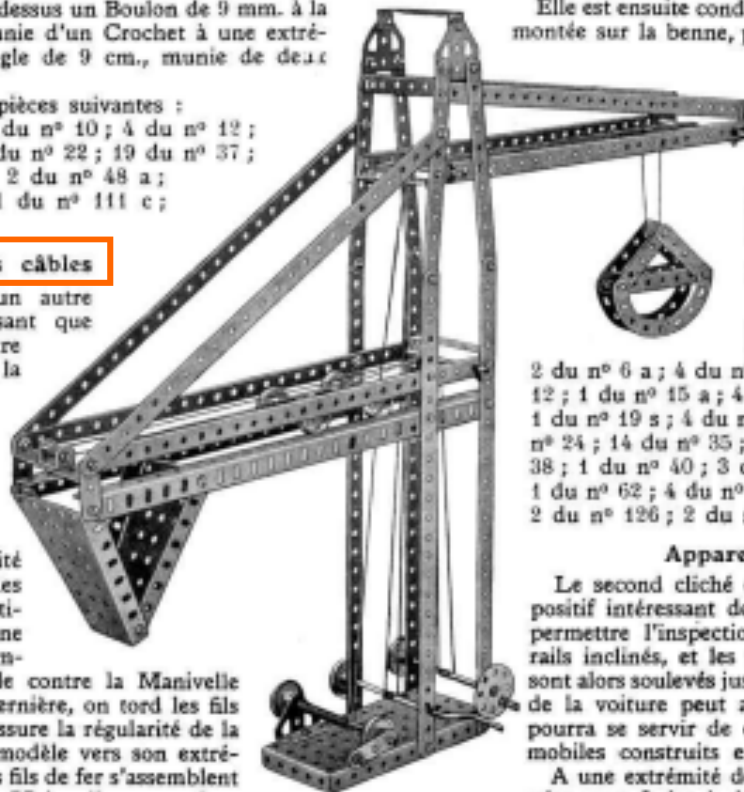 dessus un Boulon de 9 mm. à la
nie d'un Crochet à une extré-
gle de 9 cm., munie de deux
pièces suivantes :
du nº 10 ; 4 du nº 12 ;
du nº 22 ; 19 du nº 37 ;
2 du nº 48 a ;
du nº 111 c ;
câbles
un autre
sant que
re
la
ité
es
ti-
ne
m-
le contre la Manivelle
ernière, on tord les fils
ssure la régularité de la
modèle vers son extré-
s fils de fer s'assemblent
Elle est ensuite cond
montée sur la benne, p
2 du nº 6 a ; 4 du n
12 ; 1 du nº 15 a ; 4
1 du nº 19 s ; 4 du n
nº 24 ; 14 du nº 35 ;
38 ; 1 du nº 40 ; 3 d
1 du nº 62 ; 4 du nº
2 du nº 126 ; 2 du
Appare
Le second cliché
positif intéressant de
permettre l'inspectio
rails inclinés, et les
sont alors soulevés jus
de la voiture peut a
pourra se servir de
mobiles construits e
A une extrémité de